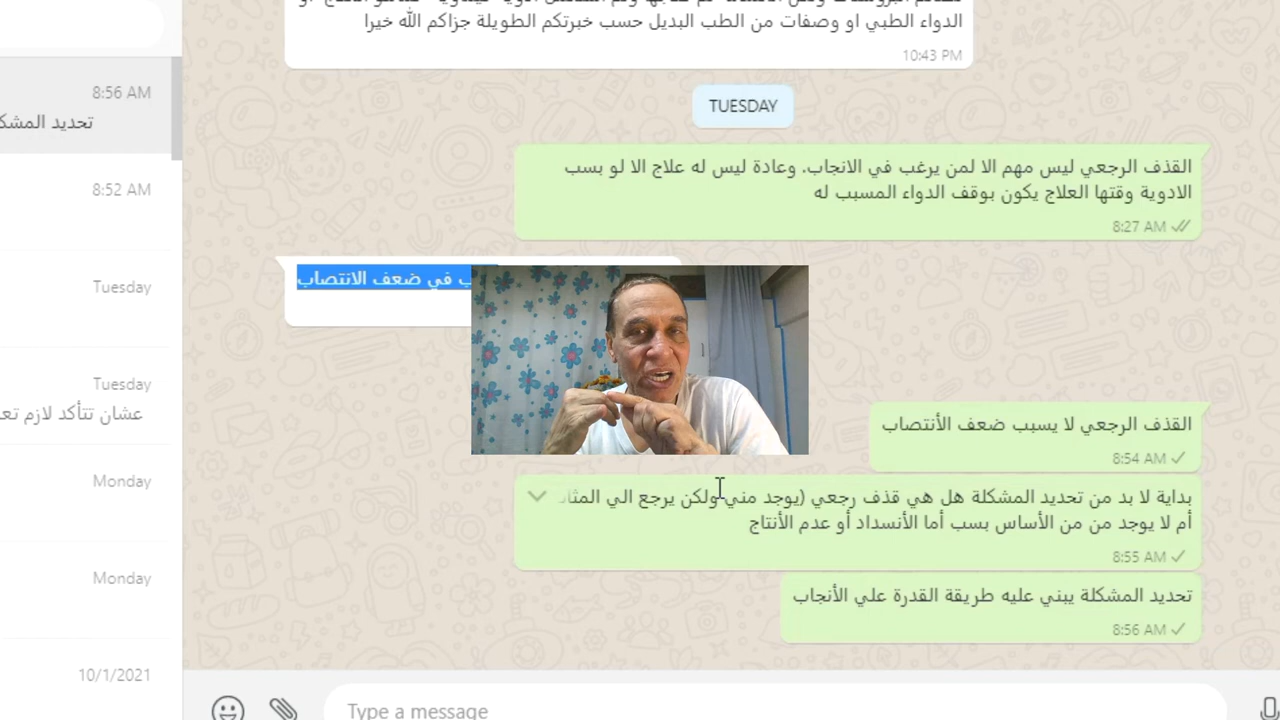 الدواء الطبي او وصفات من الطب البديل حسب خبرتكم الطويلة جزاكم الله خيرا
10:43 PM
TUESDAY
القذف الرجعي ليس مهم الا لمن يرغب في الانجاب. وعادة ليس له علاج الا لو بسب
الادوية وقتها العلاج يكون بوقف الدواء المسبب له
8:27 AM
في ضعف الانتصاب
القذف الرجعي لا يسبب ضعف الأنتصاب
8:54 AM
بداية لا بد من تحديد المشكلة هل هي قذف رجعي (يوجد مني ولكن يرجع الي
أم لا يوجد من من الأساس بسب أما الأنسداد أو عدم الأنتاج
8:55 AM
تحديد المشكلة يبني عليه طريقة القدرة علي الأنجاب
8:56 AM
Type a message
8:56 AM
تحديد
8:52 AM
Tuesday
Tuesday
عشان تتأكد لازم
Monday
Monday
10/1/2021